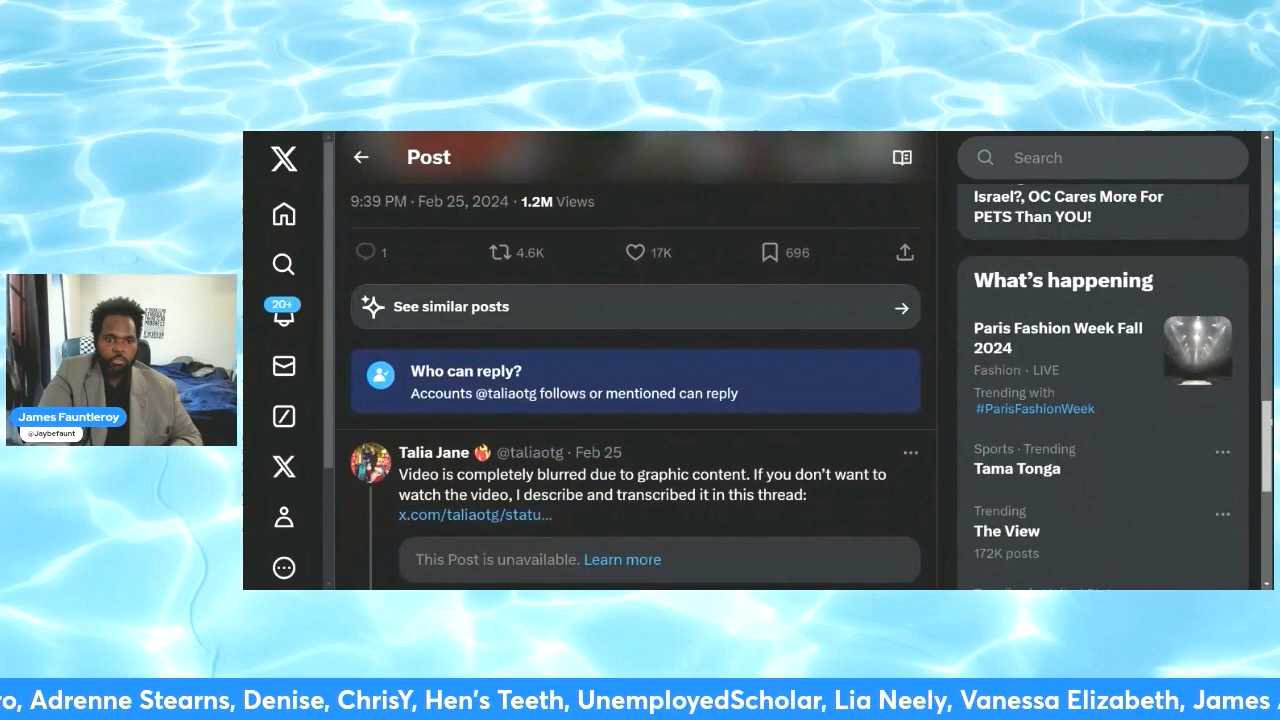 Post
Search
9:39 PM · Feb 25, 2024 · 1.2M Views
1
4.6K
17K
696
See similar posts
Who can reply?
Accounts @taliaotg follows or mentioned can reply
Talia Jane @taliaotg · Feb 25
Video is completely blurred due to graphic content. If you don't want to
watch the video, I describe and transcribed it in this thread:
x.com/taliaotg/statu...
This Post is unavailable. Learn more
20+
Israel?, OC Cares More For
PETS Than YOU!
What's happening
Paris Fashion Week Fall
2024
Fashion · LIVE
Trending with
#ParisFashionWeek
Sports · Trending
Tama Tonga
Trending
The View
172K posts
James Fauntleroy
@Jaybefaunt
ro, Adrenne Stearns, Denise, ChrisY, Hen's Teeth, UnemployedScholar, Lia Neely, Vanessa Elizabeth, James